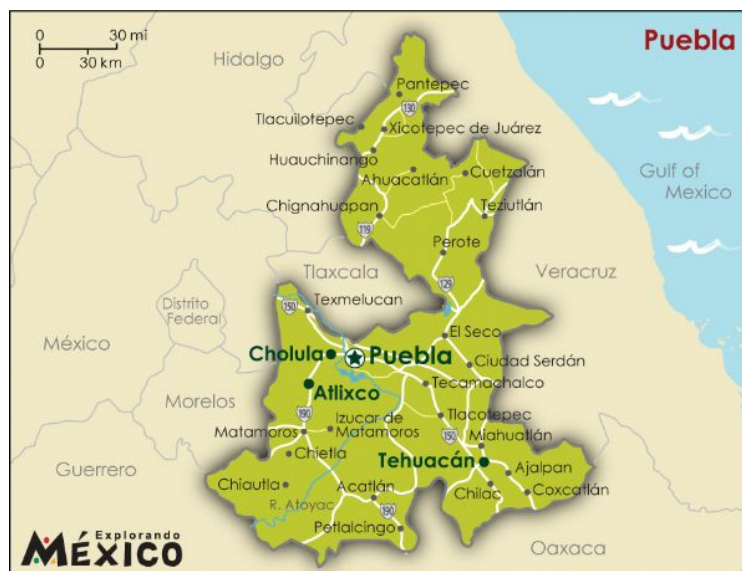 0 30 mi
0 30 km
Puebla
Hidalgo
Pantepec
130
Tlacuilotepec
Xicotepec de Juárez
Huauchinango
Ahuacatlán
Cuetzalán
Gulf of
Mexico
Chignahuapan
Teziutlán
119
Perote
Tlaxcala
Veracruz
129
Distrito
Federal
150
Texmelucan
El Seco
México
Cholula
Puebla
Ciudad Serdán
Atlixco
Tecamachalco
Morelos
190
Izucar de
Matamoros
Tlacotepec
Matamoros
150
Miahuatlán
Chietla
Tehuacán
Ajalpan
Guerrero
Chiautla
Acatlán
Chilac
Coxcatlán
R. Atoyac
190
Petlalcingo
Explorando
MÉXICO
Oaxaca